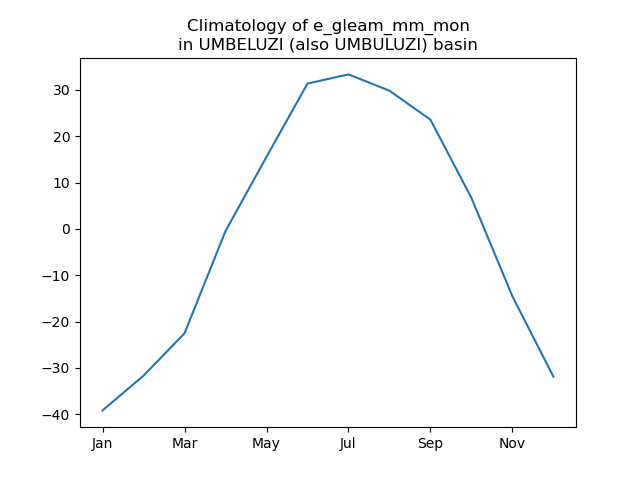 Climatology of e_gleam_mm_mon
in UMBELUZI (also UMBULUZI) basin
30
20
10
0
−10
−20
−30
−40
Jan Mar May Jul Sep Nov